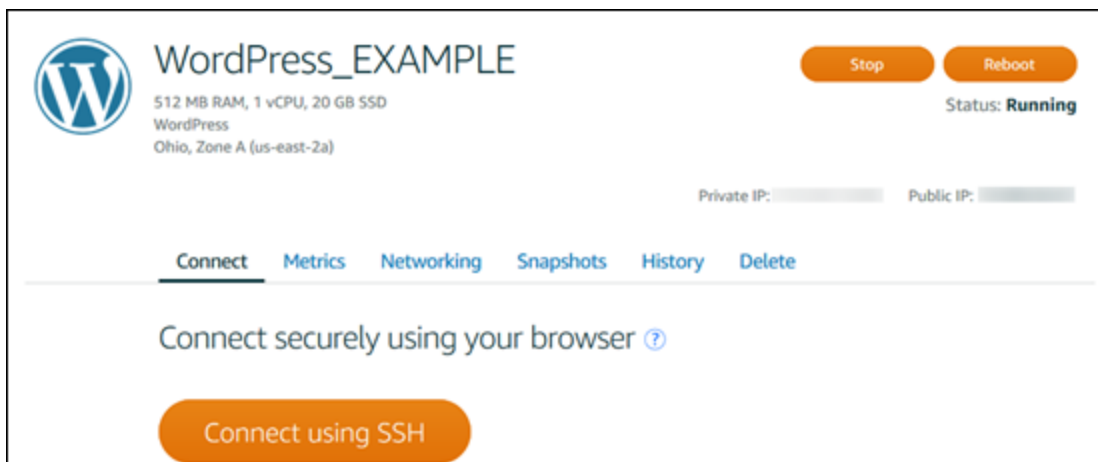 WordPress_EXAMPLE
512 MB RAM, 1 vCPU, 20 GB SSD
WordPress
Ohio, Zone A (us-east-2a)
Stop Reboot
Status: Running
Private IP: Public IP:
Connect Metrics Networking Snapshots History Delete
Connect securely using your browser ?
Connect using SSH